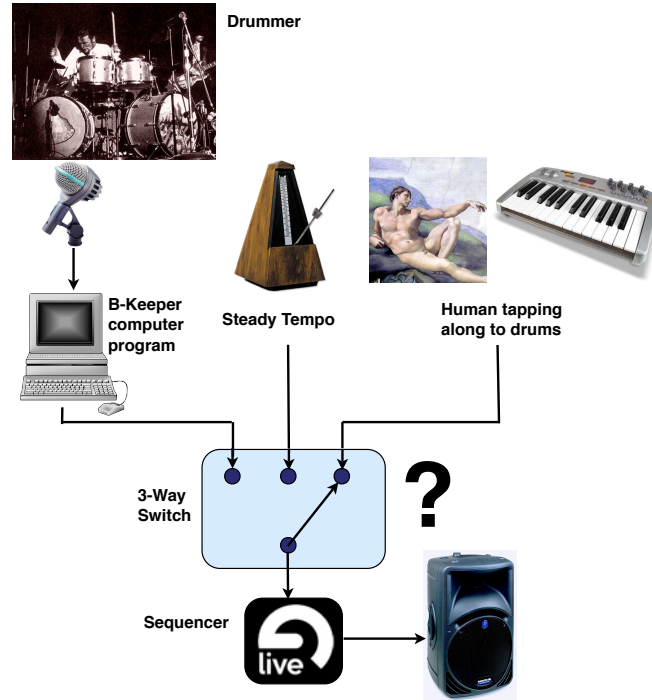 Drummer
B-Keeper
computer
program
Steady Tempo
Human tapping
along to drums
3-Way
Switch
?
Sequencer
live